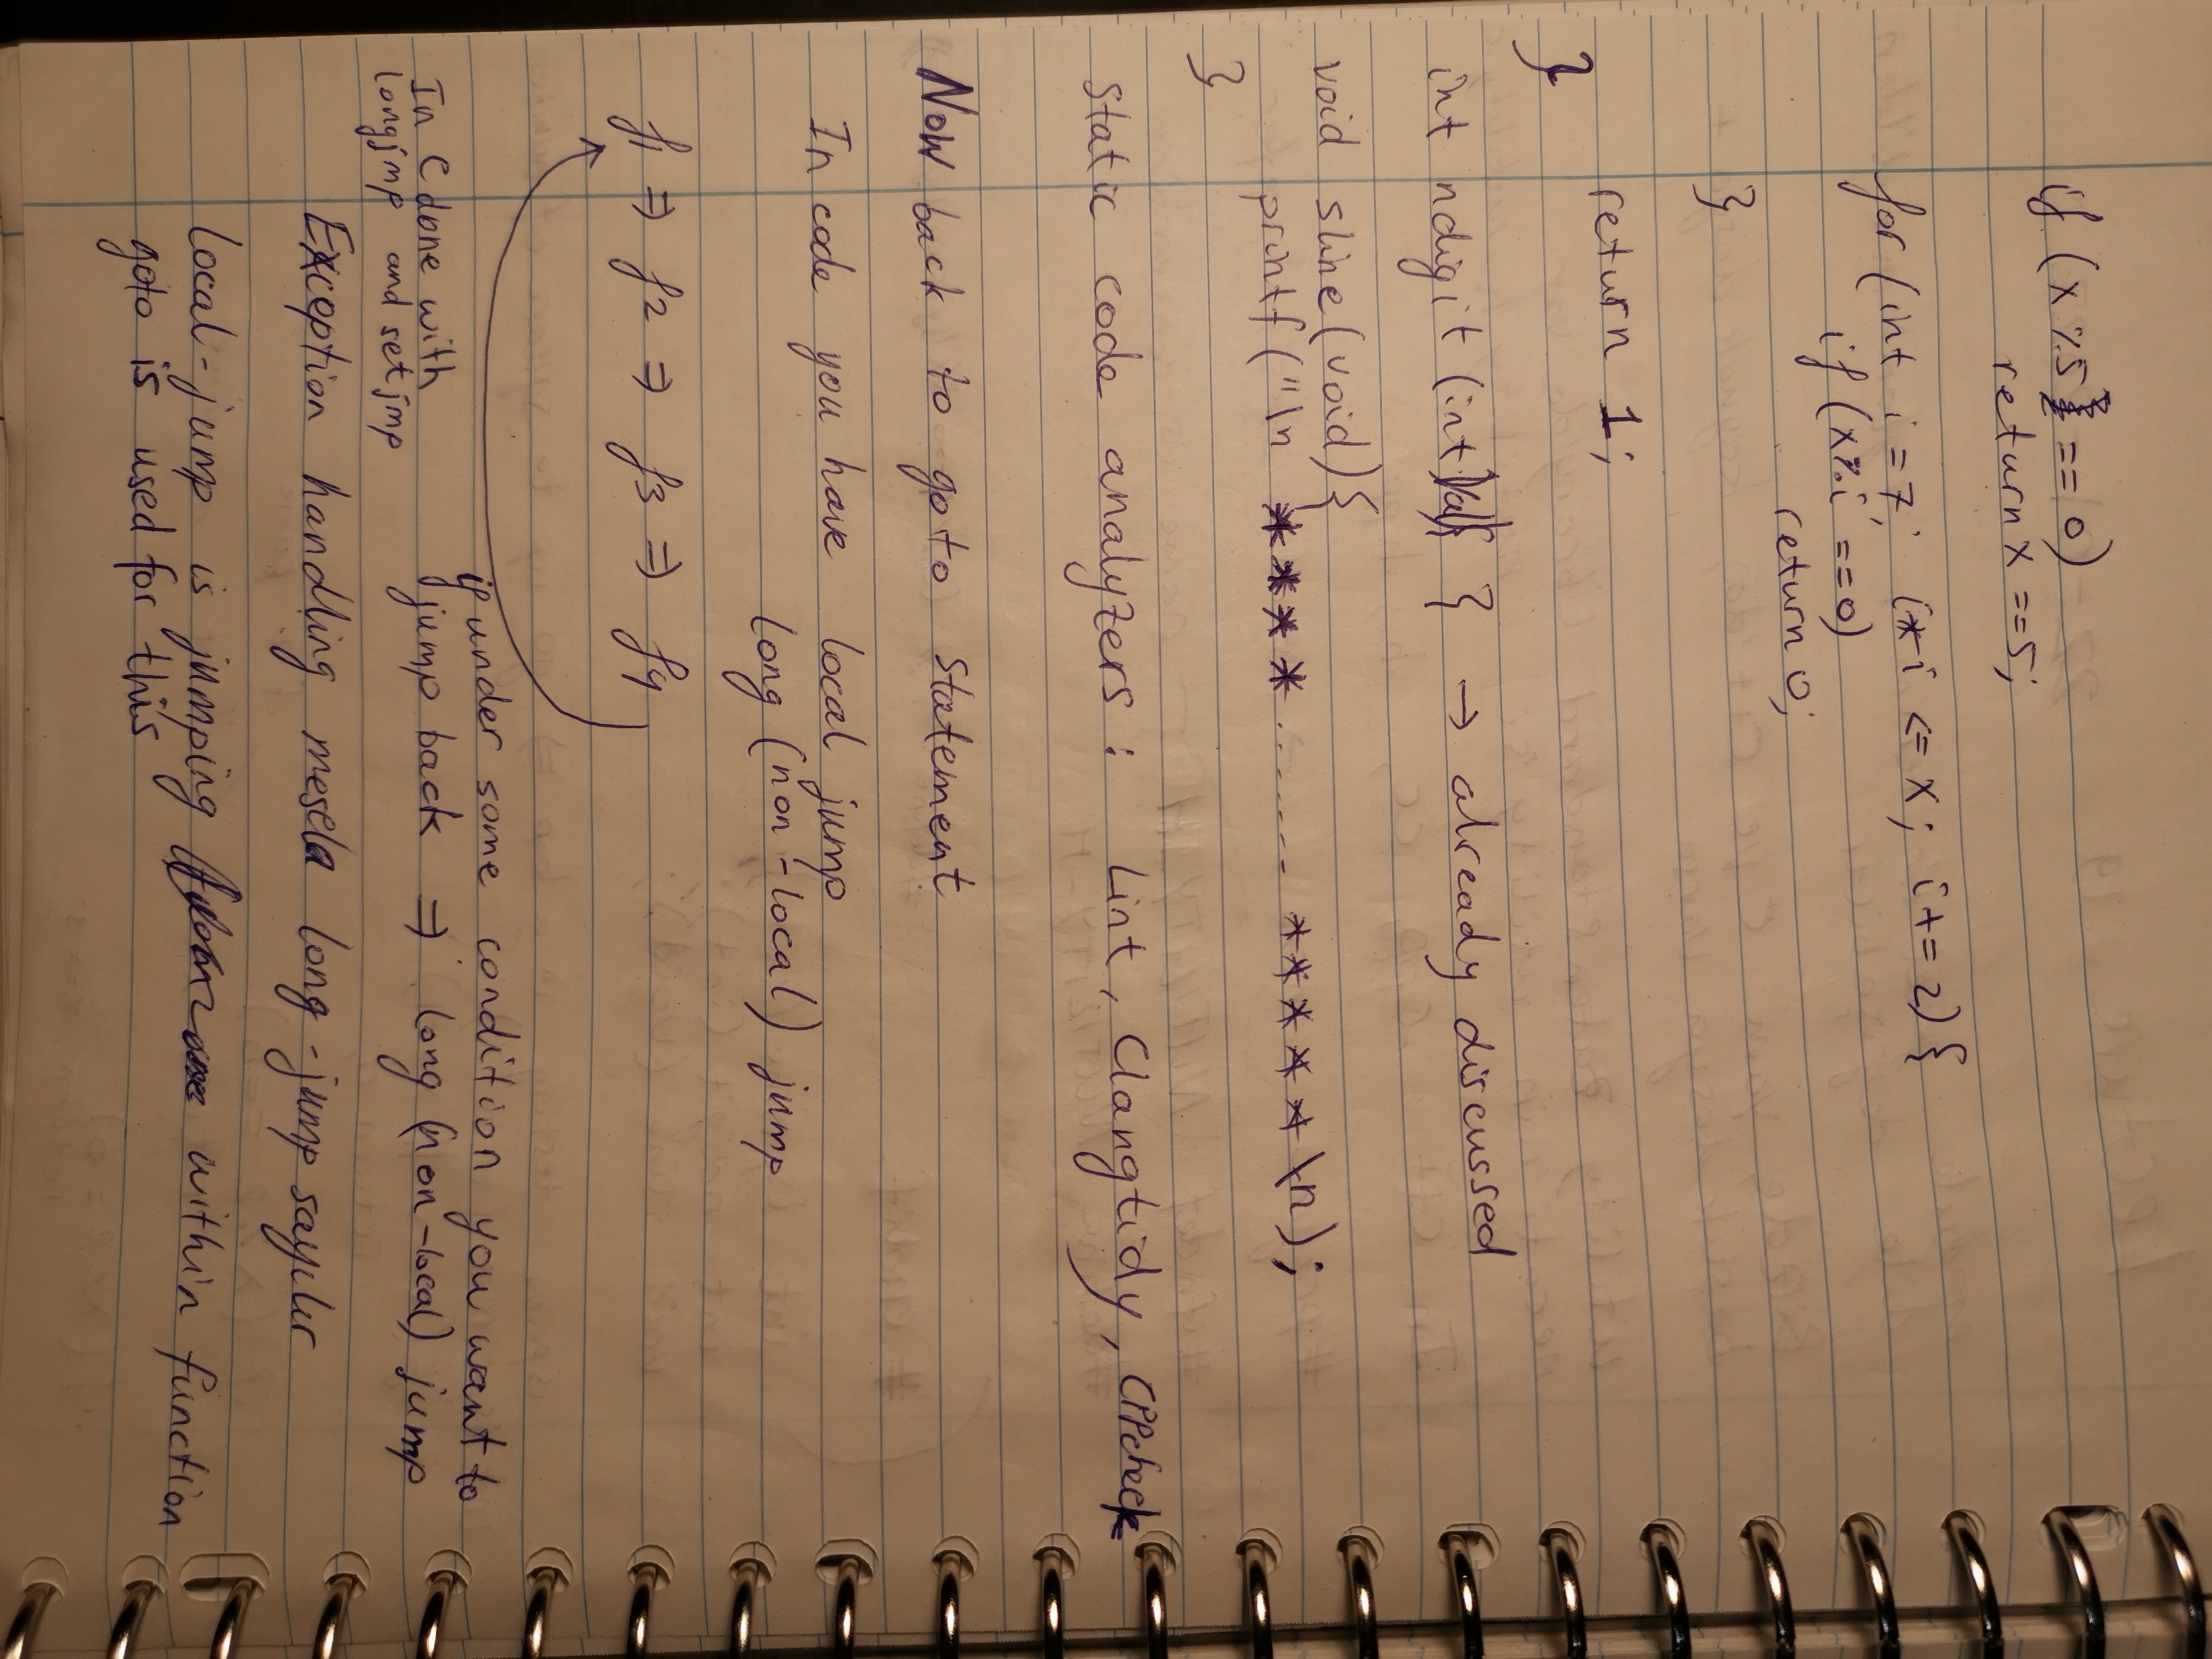 if (x %5 == 0)
return x ==5;
for (int i = 7; i*i <= x; i += 2) {
if (x%i ==0)
return 0;
}
return 1;
}
int ndigit (int val){ } → already discussed
void sline(void){
printf("\n **** ....... *****\n);
}
static code analyzers : Lint, Clangtidy, CPPcheck
Now back to goto statement
In code you have local jump
long (non-local) jump
f1 ⇒ f2 ⇒ f3 ⇒ f4
if under some condition you want to
jump back ⇒ long (non-local) jump
In C done with
longjmp and setjmp
Exception handling mesela long-jump sayılır
Local-jump is jumping within function
goto is used for this